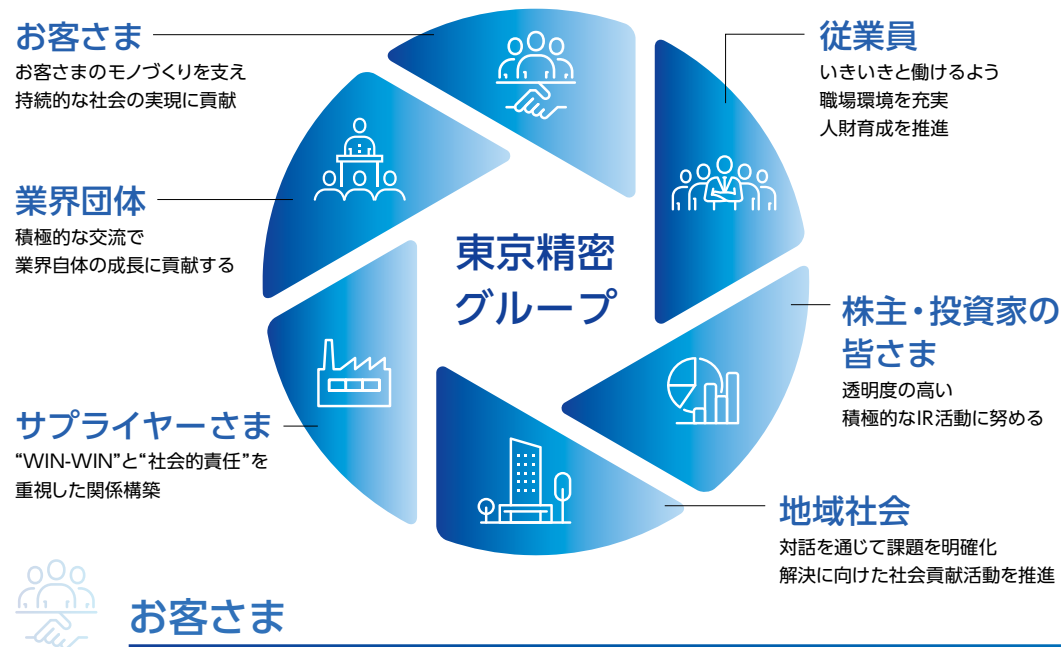 お客さま
お客さまのモノづくりを支え
持続的な社会の実現に貢献
従業員
いきいきと働けるよう
職場環境を充実
人財育成を推進
業界団体
積極的な交流で
業界自体の成長に貢献する
東京精密
グループ
株主・投資家の
皆さま
透明度の高い
積極的なIR活動に努める
サプライヤーさま
“WIN-WIN”と“社会的責任”を
重視した関係構築
地域社会
対話を通じて課題を明確化
解決に向けた社会貢献活動を推進
お客さま